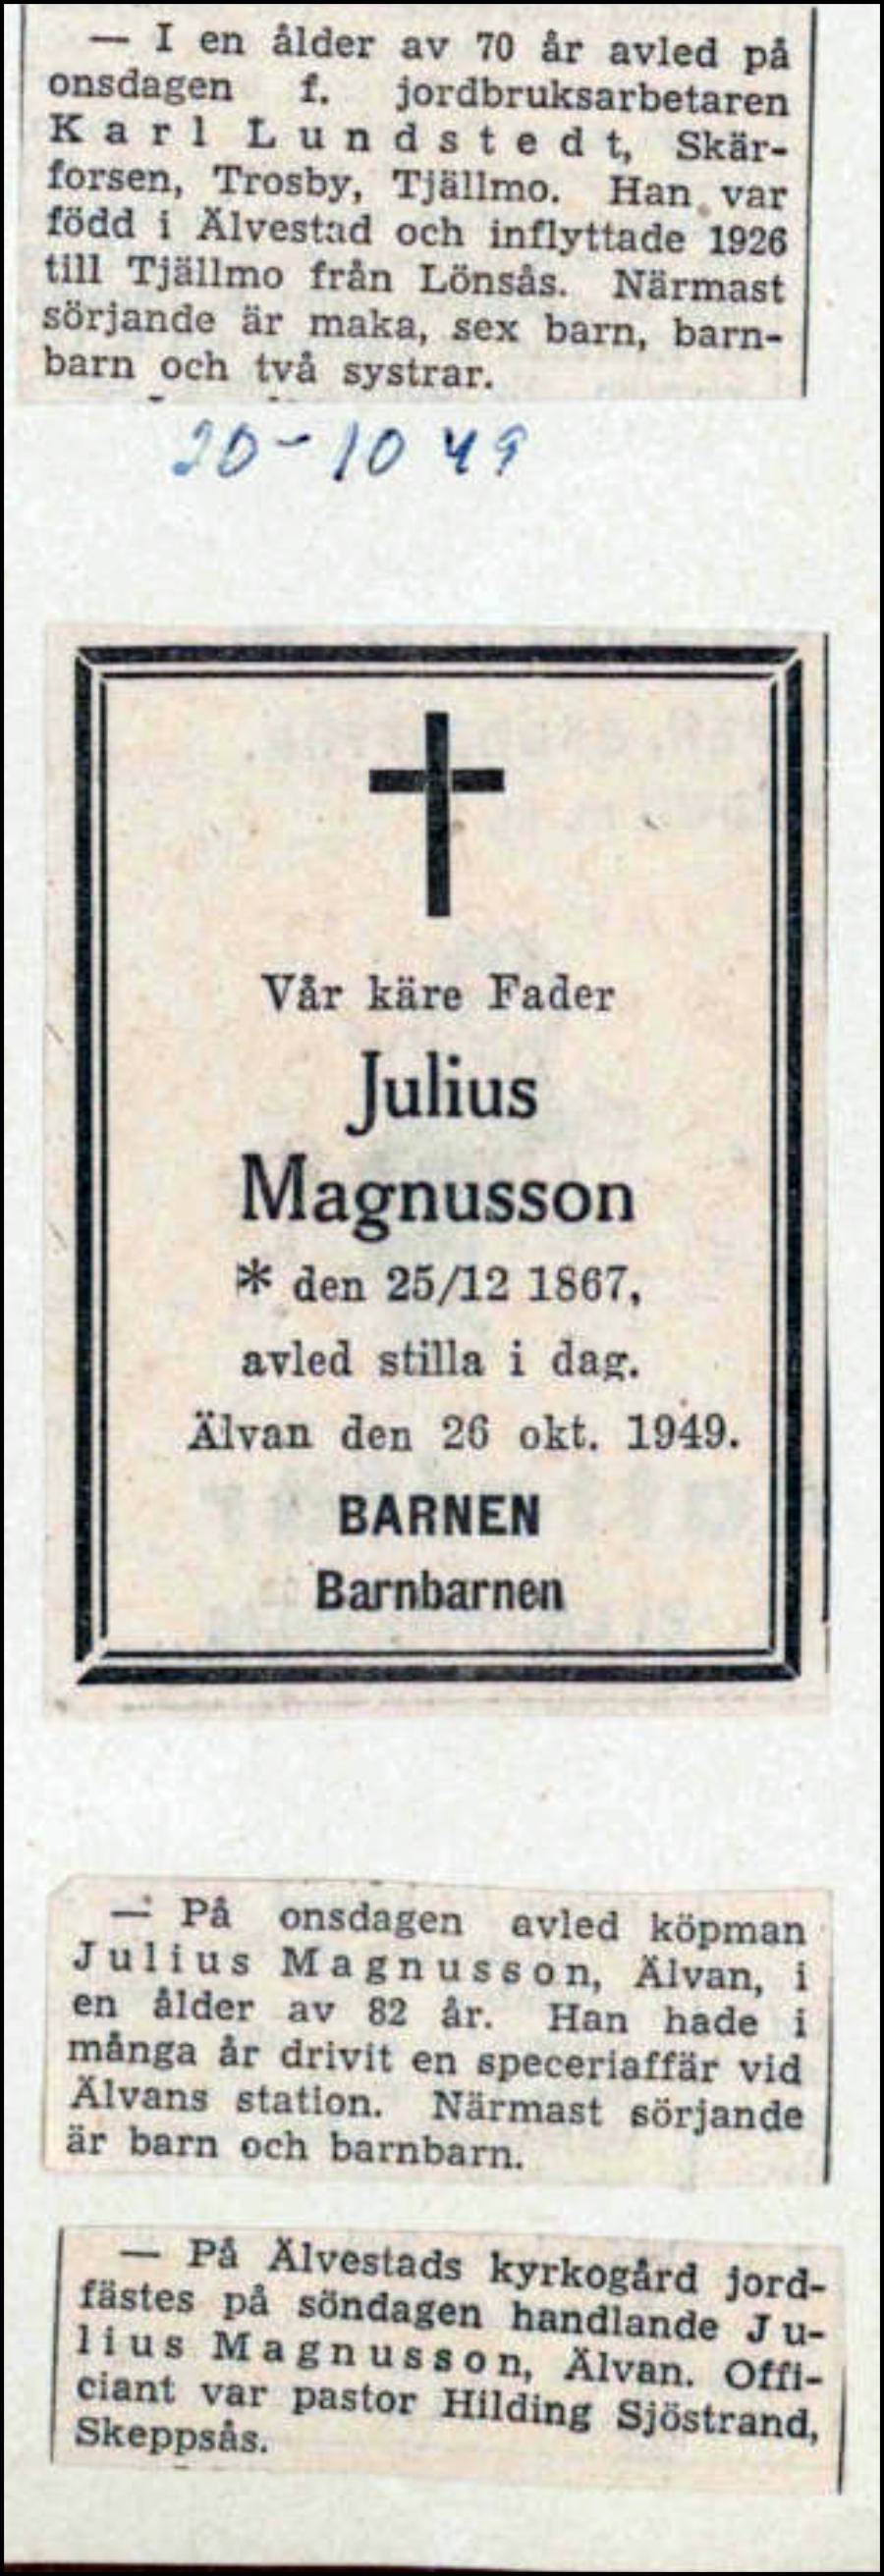 — I en ålder av 70 år avled på
onsdagen f. jordbruksarbetaren
Karl Lundstedt, Skär-
forsen, Trosby, Tjällmo. Han var
född i Älvestad och inflyttade 1926
till Tjällmo från Lönsås. Närmast
sörjande är maka, sex barn, barn-
barn och två systrar.
20-10 49
Vår käre Fader
Julius
Magnusson
* den 25/12 1867,
avled stilla i dag.
Älvan den 26 okt. 1949.
BARNEN
Barnbarnen
— På onsdagen avled köpman
Julius Magnusson, Älvan, i
en ålder av 82 år. Han hade i
många år drivit en speceriaffär vid
Älvans station. Närmast sörjande
är barn och barnbarn.
— På Älvestads kyrkogård jord-
fästes på söndagen handlande Ju-
lius Magnusson, Älvan. Offi-
ciant var pastor Hilding Sjöstrand,
Skeppsås.